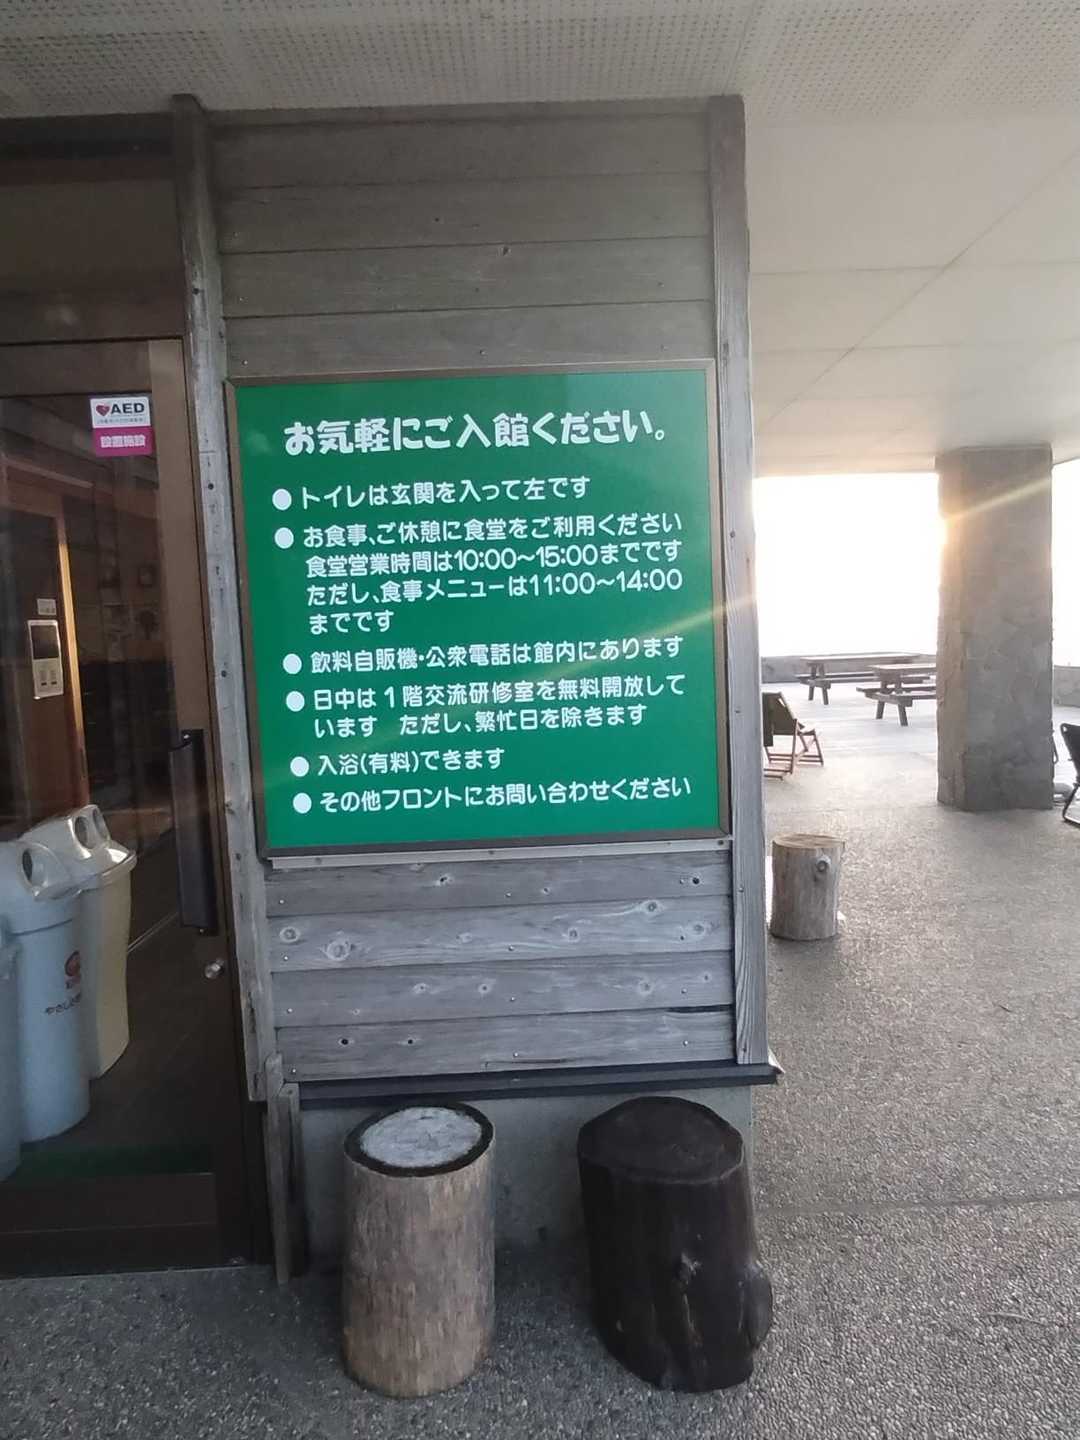 AED
設置施設
お気軽にご入館ください。
●トイレは玄関を入って左です
●お食事、ご休憩に食堂をご利用ください
食堂営業時間は10:00～15:00までです
ただし、食事メニューは11:00～14:00
までです
●飲料自販機・公衆電話は館内にあります
●日中は1階交流研修室を無料開放して
います ただし、繁忙日を除きます
●入浴(有料)できます
●その他フロントにお問い合わせください